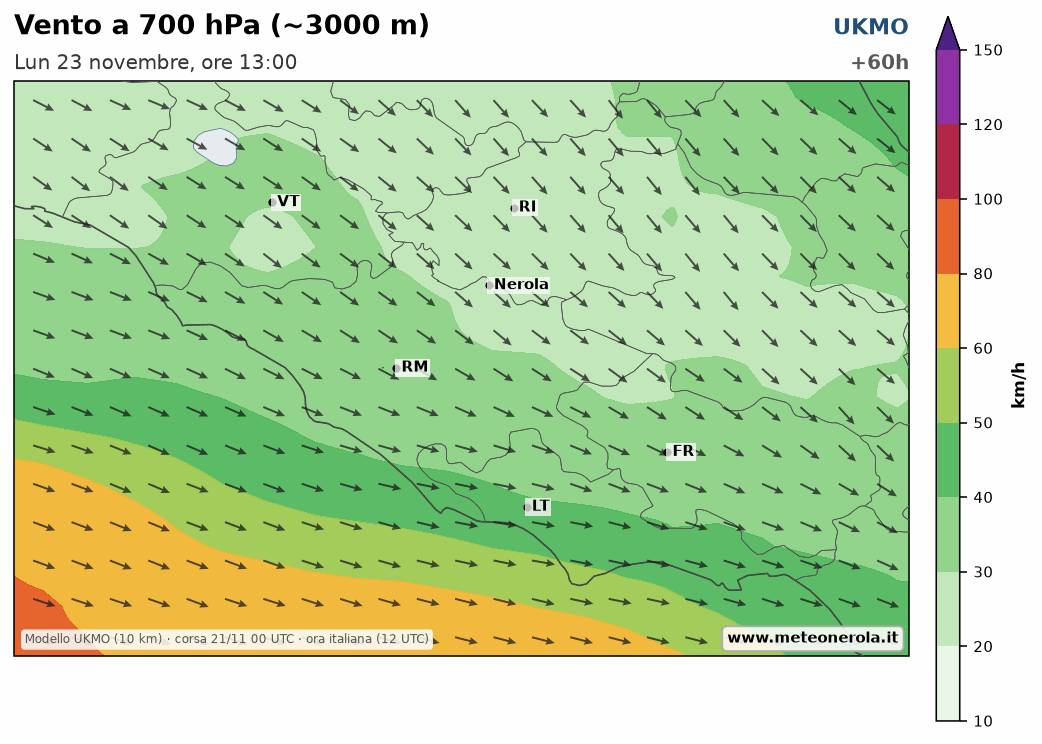 Vento a 700 hPa (~3000 m)
UKMO
Lun 23 novembre, ore 13:00
+60h
VT
RI
Nerola
RM
FR
LT
Modello UKMO (10 km) · corsa 21/11 00 UTC · ora italiana (12 UTC)
www.meteonerola.it
150
120
100
80
60
50
40
30
20
10
km/h